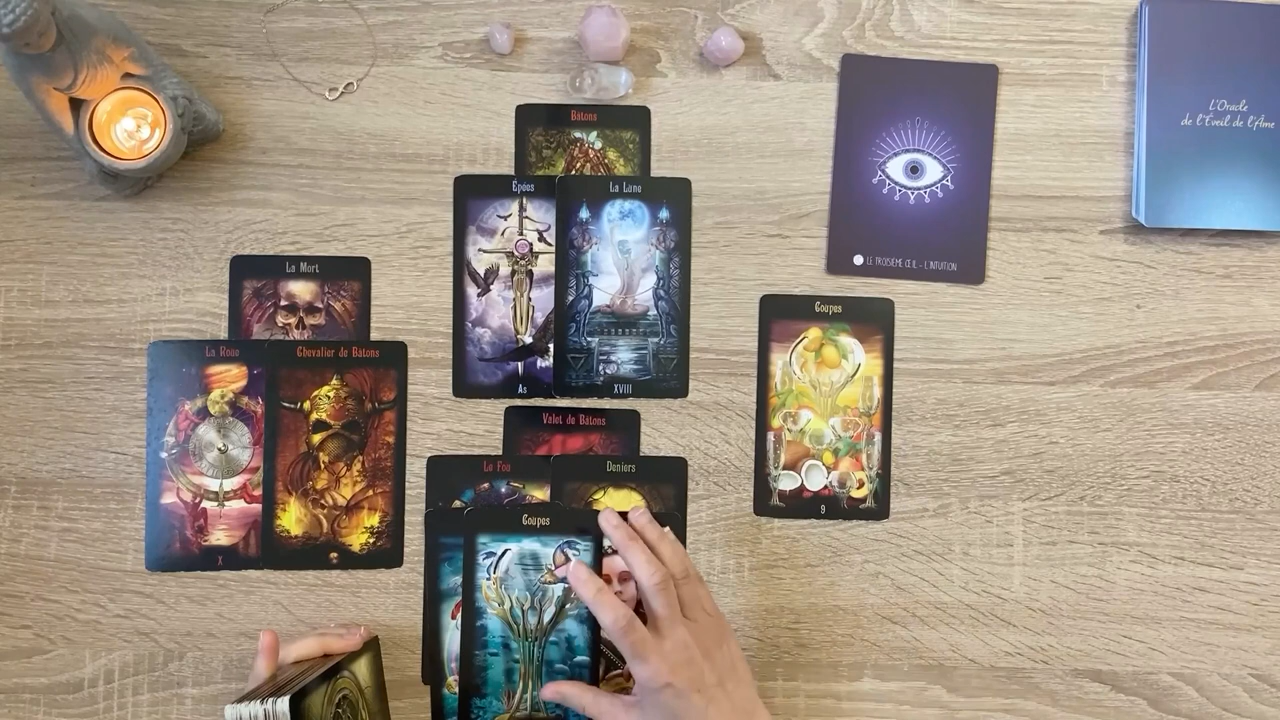 Bâtons
Épées
La Lune
As
XVIII
L'Oracle
de l'Éveil de l'Âme
LE TROISIÈME ŒIL - L'INTUITION
La Mort
La Roue
Chevalier de Bâtons
X
Coupes
9
Valet de Bâtons
Le Fou
Deniers
Coupes